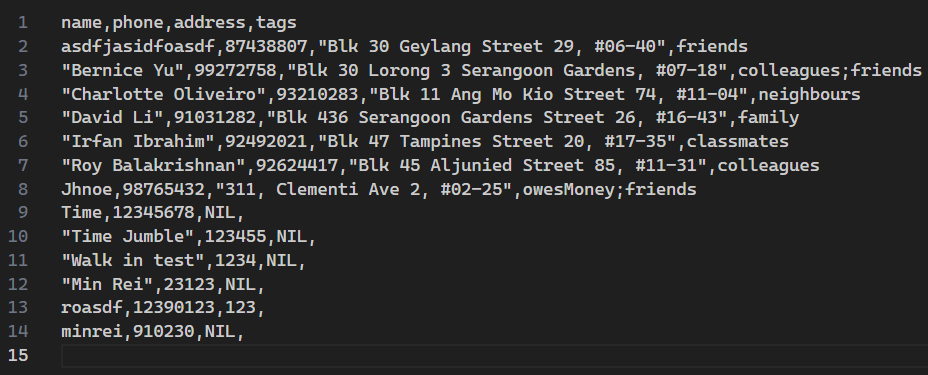 1 name,phone,address,tags
2 asdfjasidfoasdf,87438807,"Blk 30 Geylang Street 29, #06-40",friends
3 "Bernice Yu",99272758,"Blk 30 Lorong 3 Serangoon Gardens, #07-18",colleagues;friends
4 "Charlotte Oliveiro",93210283,"Blk 11 Ang Mo Kio Street 74, #11-04",neighbours
5 "David Li",91031282,"Blk 436 Serangoon Gardens Street 26, #16-43",family
6 "Irfan Ibrahim",92492021,"Blk 47 Tampines Street 20, #17-35",classmates
7 "Roy Balakrishnan",92624417,"Blk 45 Aljunied Street 85, #11-31",colleagues
8 Jhnoe,98765432,"311, Clementi Ave 2, #02-25",owesMoney;friends
9 Time,12345678,NIL,
10 "Time Jumble",123455,NIL,
11 "Walk in test",1234,NIL,
12 "Min Rei",23123,NIL,
13 roasdf,12390123,123,
14 minrei,910230,NIL,
15